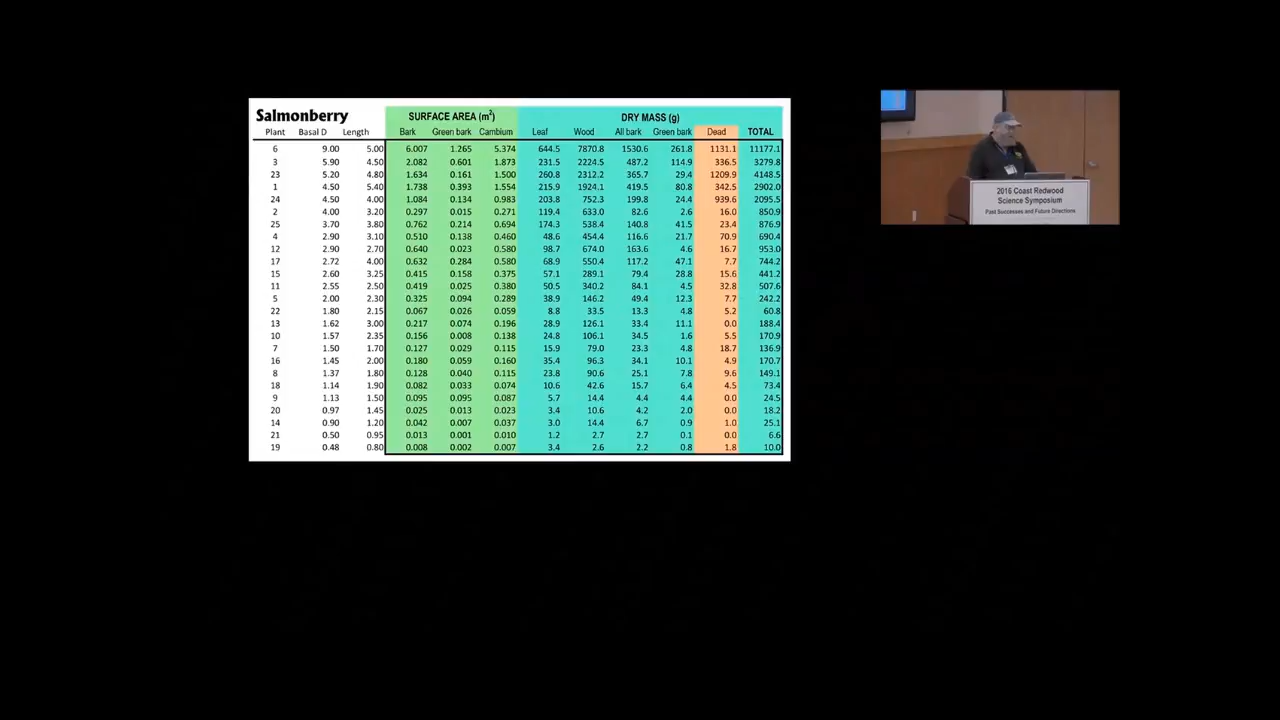 Salmonberry SURFACE AREA (m²) DRY MASS (g)
Plant Basal D Length Bark Green bark Cambium Leaf Wood All bark Green bark Dead TOTAL
6 9.00 5.00 6.007 1.265 5.374 644.5 7870.8 1530.6 261.8 1131.1 11177.1
3 5.90 4.50 2.082 0.601 1.873 231.5 2224.5 487.2 114.9 336.5 3279.8
23 5.20 4.80 1.634 0.161 1.500 260.8 2312.2 365.7 29.4 1209.9 4148.5
1 4.50 5.40 1.738 0.393 1.554 215.9 1924.1 419.5 80.8 342.5 2902.0
24 4.50 4.00 1.084 0.134 0.983 203.8 752.3 199.8 24.4 939.6 2095.5
2 4.00 3.20 0.297 0.015 0.271 119.4 633.0 82.6 2.6 16.0 850.9
25 3.70 3.80 0.762 0.214 0.694 174.3 538.4 140.8 41.5 23.4 876.9
4 2.90 3.10 0.510 0.138 0.460 48.6 454.4 116.6 21.7 70.9 690.4
12 2.90 2.70 0.640 0.023 0.580 98.7 674.0 163.6 4.6 16.7 953.0
17 2.72 4.00 0.632 0.284 0.580 68.9 550.4 117.2 47.1 7.7 744.2
15 2.60 3.25 0.415 0.158 0.375 57.1 289.1 79.4 28.8 15.6 441.2
11 2.55 2.50 0.419 0.025 0.380 50.5 340.2 84.1 4.5 32.8 507.6
5 2.00 2.30 0.325 0.094 0.289 38.9 146.2 49.4 12.3 7.7 242.2
22 1.80 2.15 0.067 0.026 0.059 8.8 33.5 13.3 4.8 5.2 60.8
13 1.62 3.00 0.217 0.074 0.196 28.9 126.1 33.4 11.1 0.0 188.4
10 1.57 2.35 0.156 0.008 0.138 24.8 106.1 34.5 1.6 5.5 170.9
7 1.50 1.70 0.127 0.029 0.115 15.9 79.0 23.3 4.8 18.7 136.9
16 1.45 2.00 0.180 0.059 0.160 35.4 96.3 34.1 10.1 4.9 170.7
8 1.37 1.80 0.128 0.040 0.115 23.8 90.6 25.1 7.8 9.6 149.1
18 1.14 1.90 0.082 0.033 0.074 10.6 42.6 15.7 6.4 4.5 73.4
9 1.13 1.50 0.095 0.095 0.087 5.7 14.4 4.4 4.4 0.0 24.5
20 0.97 1.45 0.025 0.013 0.023 3.4 10.6 4.2 2.0 0.0 18.2
14 0.90 1.20 0.042 0.007 0.037 3.0 14.4 6.7 0.9 1.0 25.1
21 0.50 0.95 0.013 0.001 0.010 1.2 2.7 2.7 0.1 0.0 6.6
19 0.48 0.80 0.008 0.002 0.007 3.4 2.6 2.2 0.8 1.8 10.0
2016 Coast Redwood
Science Symposium
Past Successes and Future Directions